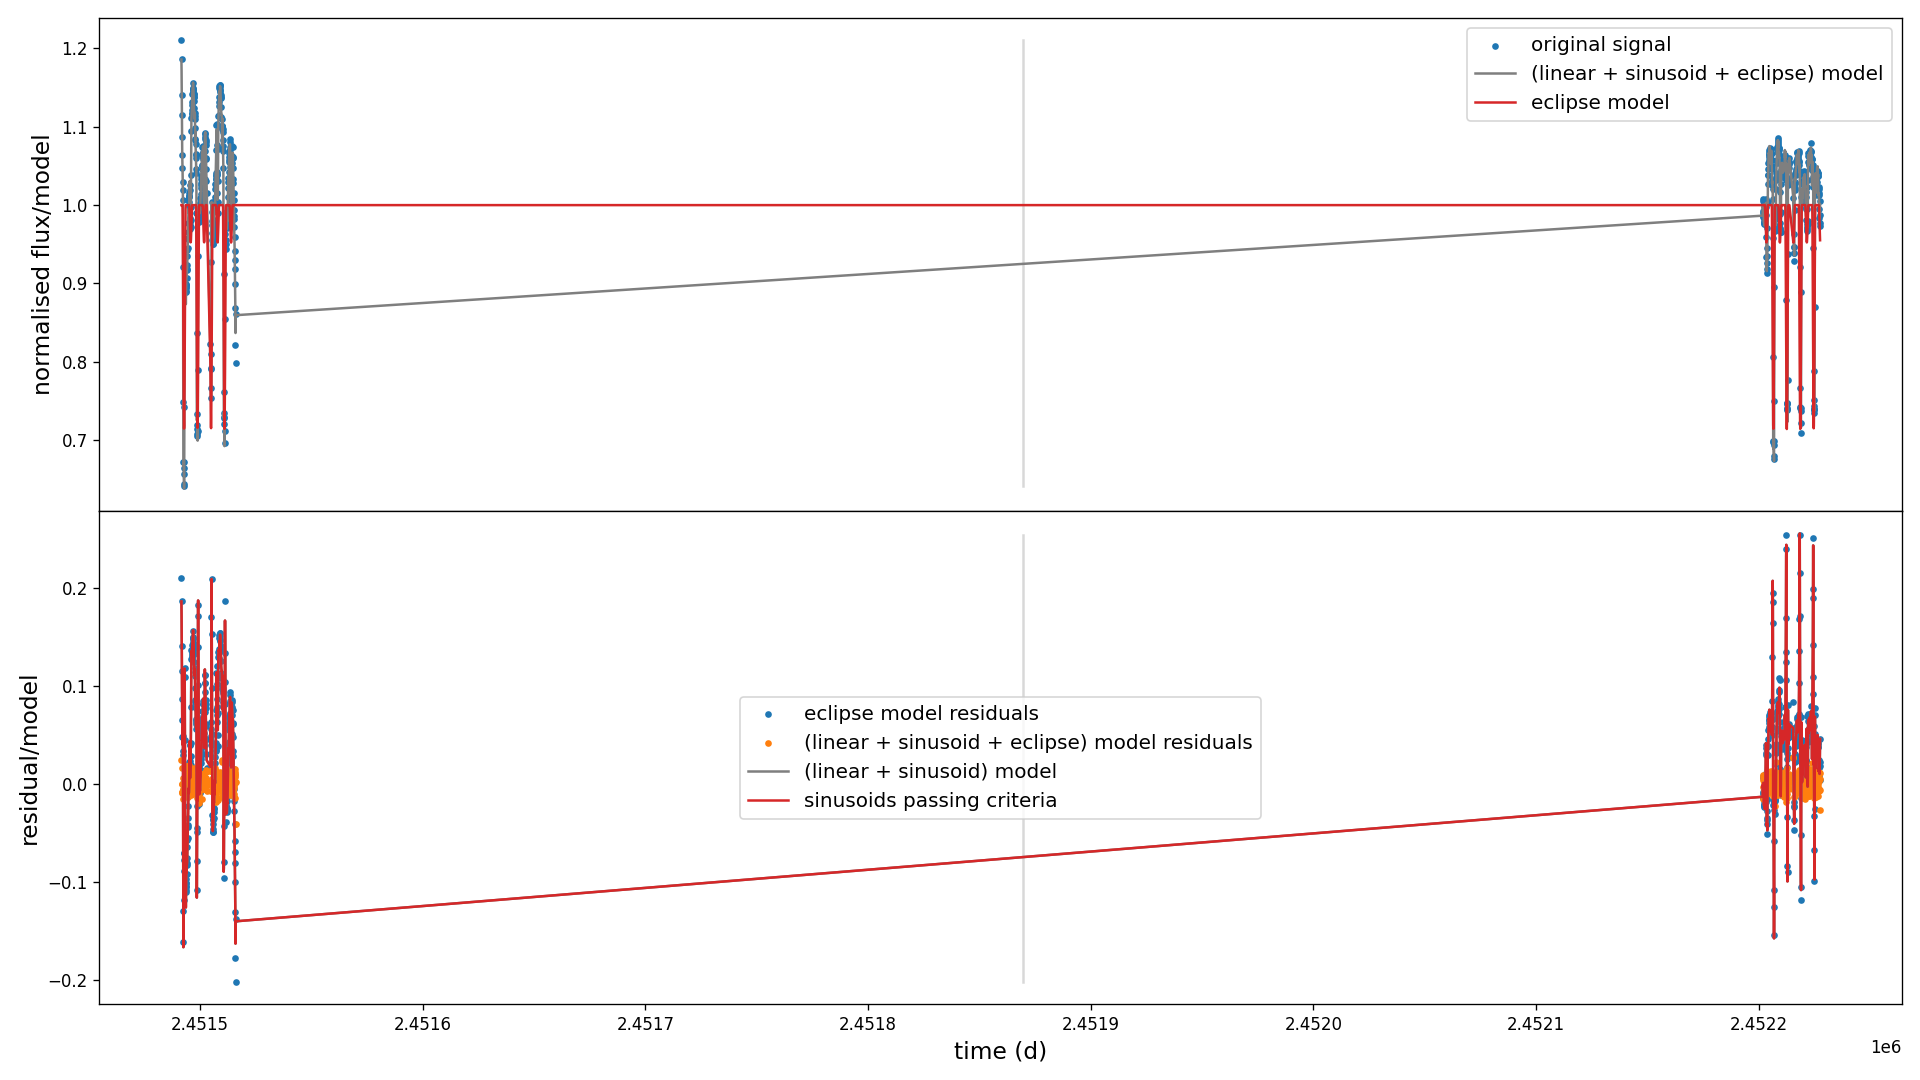 normalised flux/model
1.2
1.1
1.0
0.9
0.8
0.7
original signal
(linear + sinusoid + eclipse) model
eclipse model
residual/model
0.2
0.1
0.0
−0.1
−0.2
eclipse model residuals
(linear + sinusoid + eclipse) model residuals
(linear + sinusoid) model
sinusoids passing criteria
2.4515 2.4516 2.4517 2.4518 2.4519 2.4520 2.4521 2.4522
1e6
time (d)